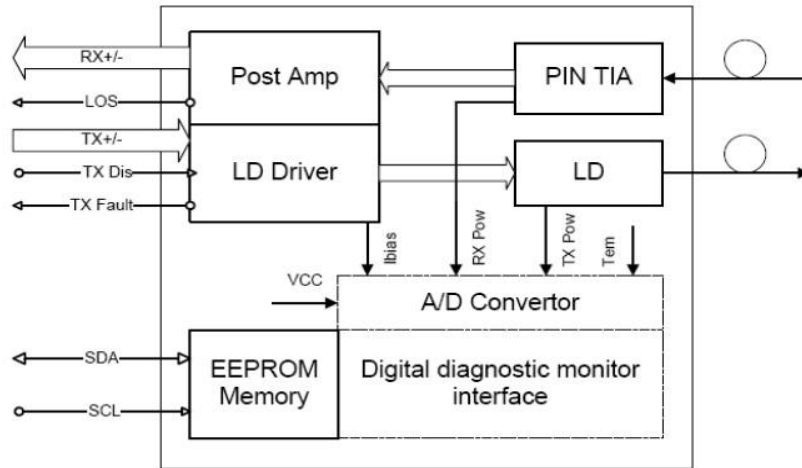 RX+/-
Post Amp
PIN TIA
LOS
TX+/-
TX Dis
LD Driver
LD
TX Fault
Ibias
RX Pow
TX Pow
Tem
VCC
A/D Convertor
SDA
EEPROM
Memory
Digital diagnostic monitor
interface
SCL